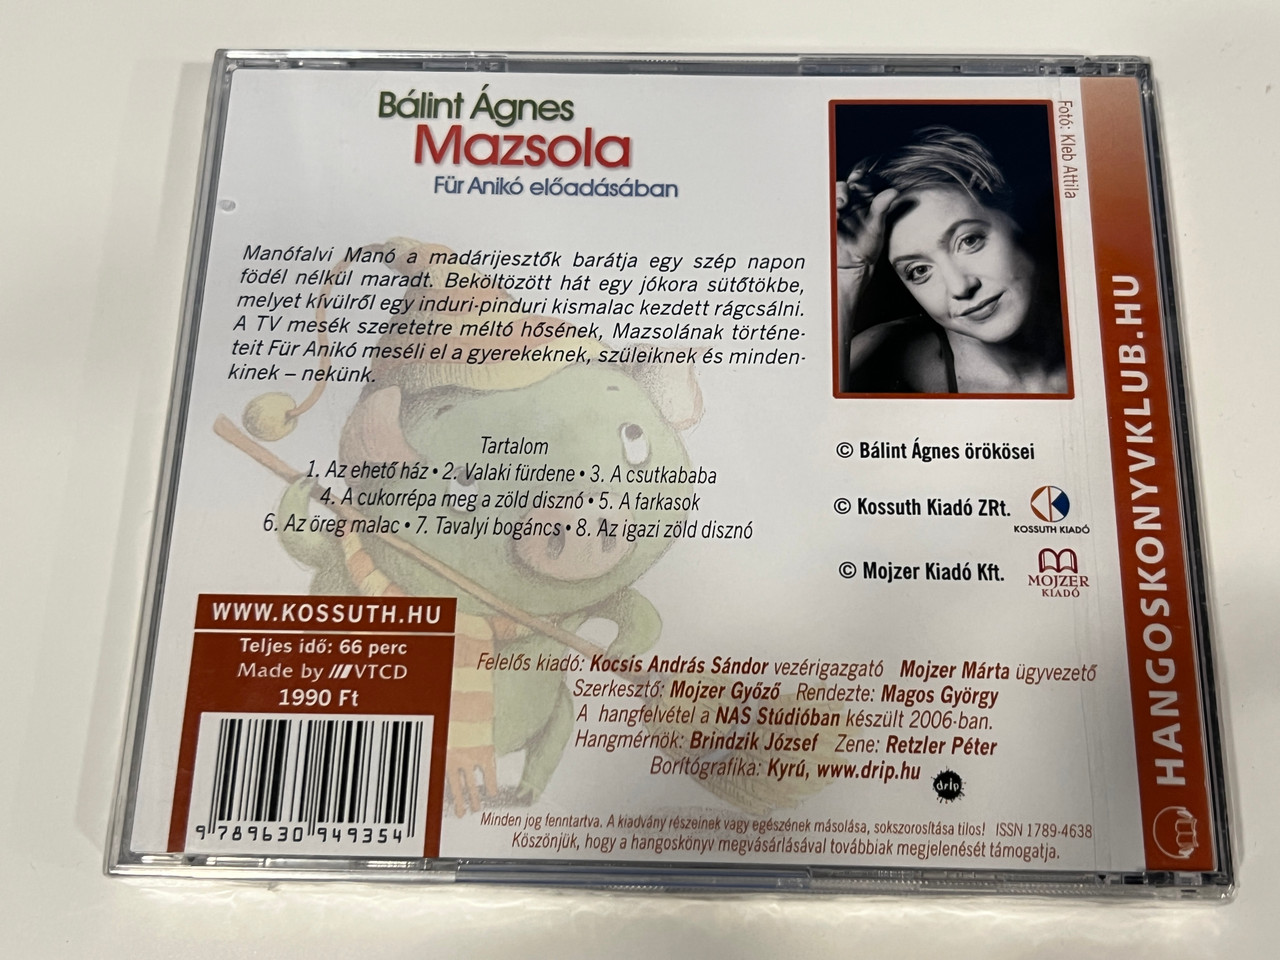 Bálint Ágnes
Mazsola
Für Anikó előadásában
Manófalvi Manó a madárijesztők barátja egy szép napon
födél nélkül maradt. Beköltözött hát egy jókora sütőtökbe,
melyet kívülről egy induri-pinduri kismalac kezdett rágcsálni.
A TV mesék szeretetre méltó hősének, Mazsolának történe-
teit Für Anikó meséli el a gyerekeknek, szüleiknek és minden-
kinek – nekünk.
Tartalom
1. Az ehető ház • 2. Valaki fürdene • 3. A csutkababa
4. A cukorrépa meg a zöld disznó • 5. A farkasok
6. Az öreg malac • 7. Tavalyi bogáncs • 8. Az igazi zöld disznó
Fotó: Kleb Attila
© Bálint Ágnes örökösei
© Kossuth Kiadó ZRt.
KOSSUTH KIADÓ
© Mojzer Kiadó Kft.
MOJZER
KIADÓ
WWW.KOSSUTH.HU
Teljes idő: 66 perc
Made by VTCD
1990 Ft
9 789630 949354
Felelős kiadó: Kocsis András Sándor vezérigazgató Mojzer Márta ügyvezető
Szerkesztő: Mojzer Győző Rendezte: Magos György
A hangfelvétel a NAS Stúdióban készült 2006-ban.
Hangmérnök: Brindzik József Zene: Retzler Péter
Borítógrafika: Kyrú, www.drip.hu
drip
Minden jog fenntartva. A kiadvány részeinek vagy egészének másolása, sokszorosítása tilos! ISSN 1789-4638
Köszönjük, hogy a hangoskönyv megvásárlásával továbbiak megjelenését támogatja.
HANGOSKONYVKLUB.HU